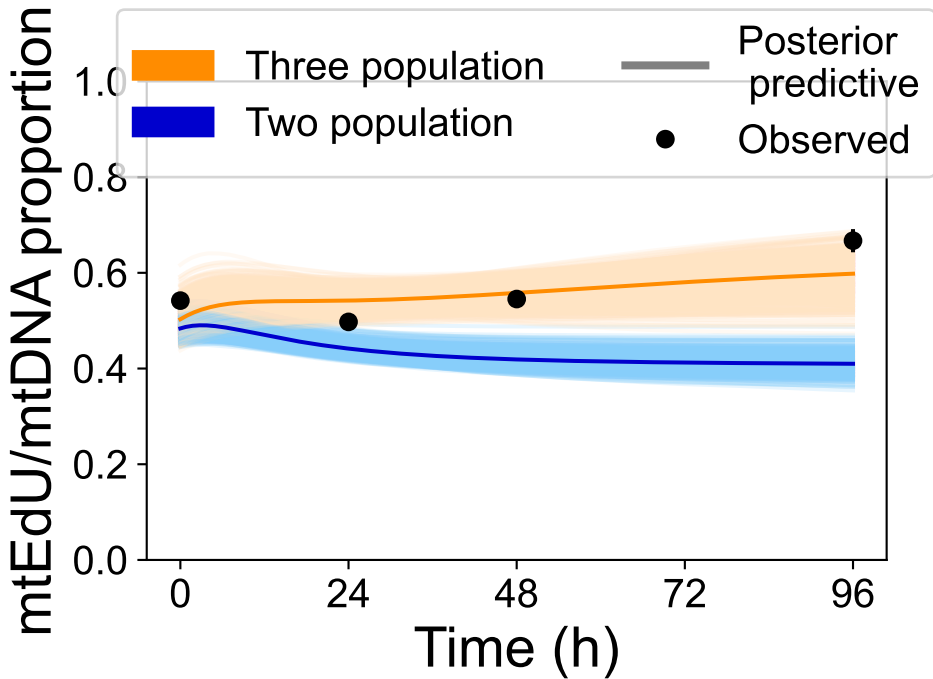 Three population
Two population
Posterior
predictive
Observed
mtEdU/mtDNA proportion
1.0
0.8
0.6
0.4
0.2
0.0
0
24
48
72
96
Time (h)